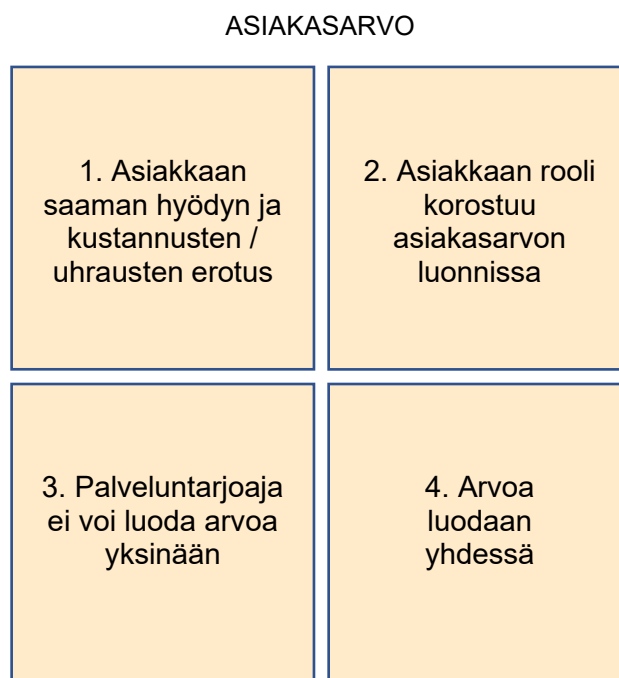 ASIAKASARVO
1. Asiakkaan
saaman hyödyn ja
kustannusten /
uhrausten erotus
2. Asiakkaan rooli
korostuu
asiakasarvon
luonnissa
3. Palveluntarjoaja
ei voi luoda arvoa
yksinään
4. Arvoa
luodaan
yhdessä